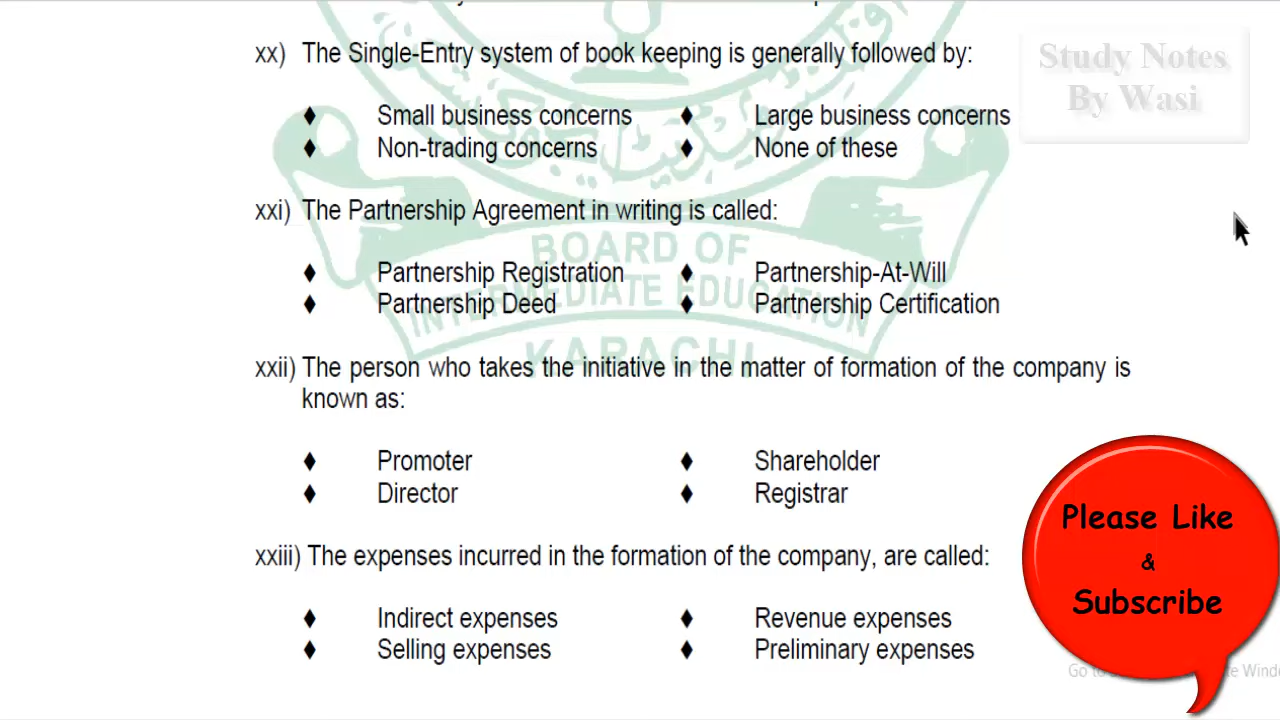 xx) The Single-Entry system of book keeping is generally followed by:
Study Notes
By Wasi
♦ Small business concerns ♦ Large business concerns
♦ Non-trading concerns ♦ None of these
xxi) The Partnership Agreement in writing is called:
BOARD OF
♦ Partnership Registration ♦ Partnership-At-Will
INTERMEDIATE EDUCATION
♦ Partnership Deed ♦ Partnership Certification
KARACHI
xxii) The person who takes the initiative in the matter of formation of the company is
known as:
♦ Promoter ♦ Shareholder
♦ Director ♦ Registrar
Please Like
&
Subscribe
xxiii) The expenses incurred in the formation of the company, are called:
♦ Indirect expenses ♦ Revenue expenses
♦ Selling expenses ♦ Preliminary expenses
Go to